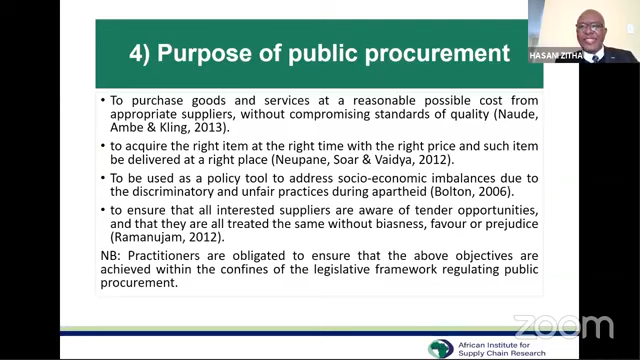 4) Purpose of public procurement
HASANI ZITHA
• To purchase goods and services at a reasonable possible cost from
appropriate suppliers, without compromising standards of quality (Naude,
Ambe & Kling, 2013).
• to acquire the right item at the right time with the right price and such item
be delivered at a right place (Neupane, Soar & Vaidya, 2012).
• To be used as a policy tool to address socio-economic imbalances due to
the discriminatory and unfair practices during apartheid (Bolton, 2006).
• to ensure that all interested suppliers are aware of tender opportunities,
and that they are all treated the same without biasness, favour or prejudice
(Ramanujam, 2012).
NB: Practitioners are obligated to ensure that the above objectives are
achieved within the confines of the legislative framework regulating public
procurement.
zoom
African Institute for
Supply Chain Research